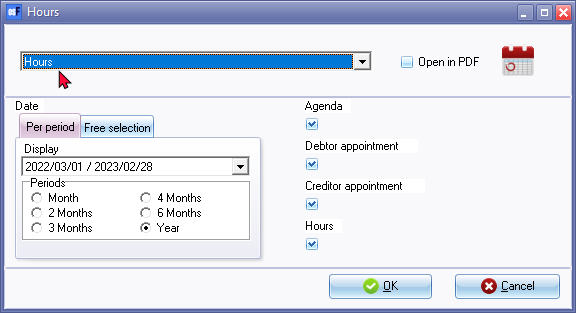 Hours
Hours
Open in PDF
Date
Per period
Free selection
Display
2022/03/01 / 2023/02/28
Periods
Month
4 Months
2 Months
6 Months
3 Months
Year
Agenda
Debtor appointment
Creditor appointment
Hours
OK
Cancel